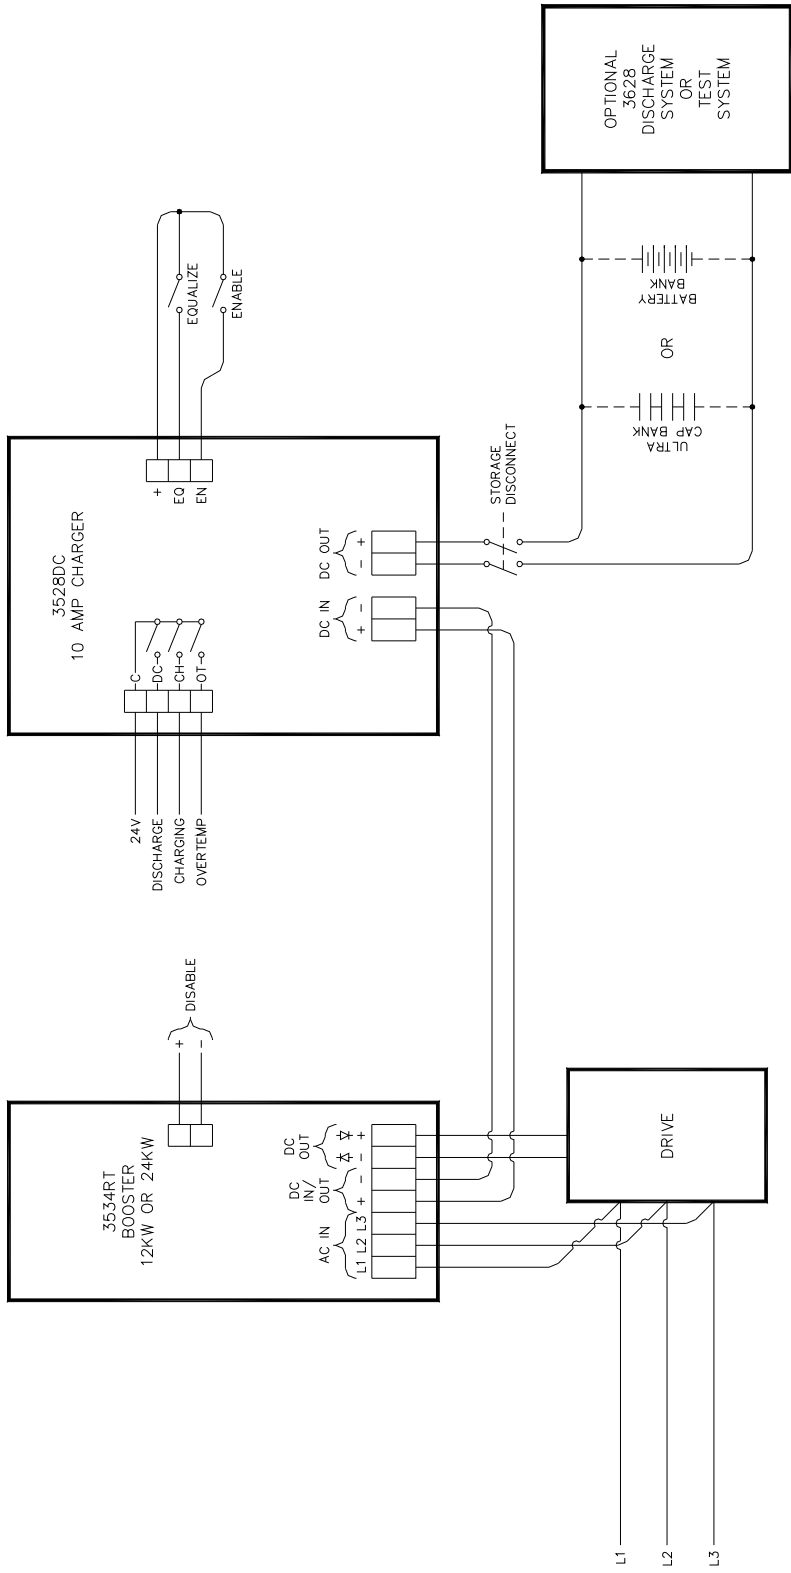 3534RT
BOOSTER
12KW OR 24KW
+
-
DISABLE
AC IN
DC
IN/
OUT
DC
OUT
L1
L2
L3
+
-
-
+
3528DC
10 AMP CHARGER
24V
DISCHARGE
CHARGING
OVERTEMP
C
DC
CH
OT
+
EQ
EN
EQUALIZE
ENABLE
DC IN
+
-
DC OUT
-
+
STORAGE
DISCONNECT
ULTRA
CAP BANK
OR
BATTERY
BANK
OPTIONAL
3628
DISCHARGE
SYSTEM
OR
TEST
SYSTEM
DRIVE
L1
L2
L3